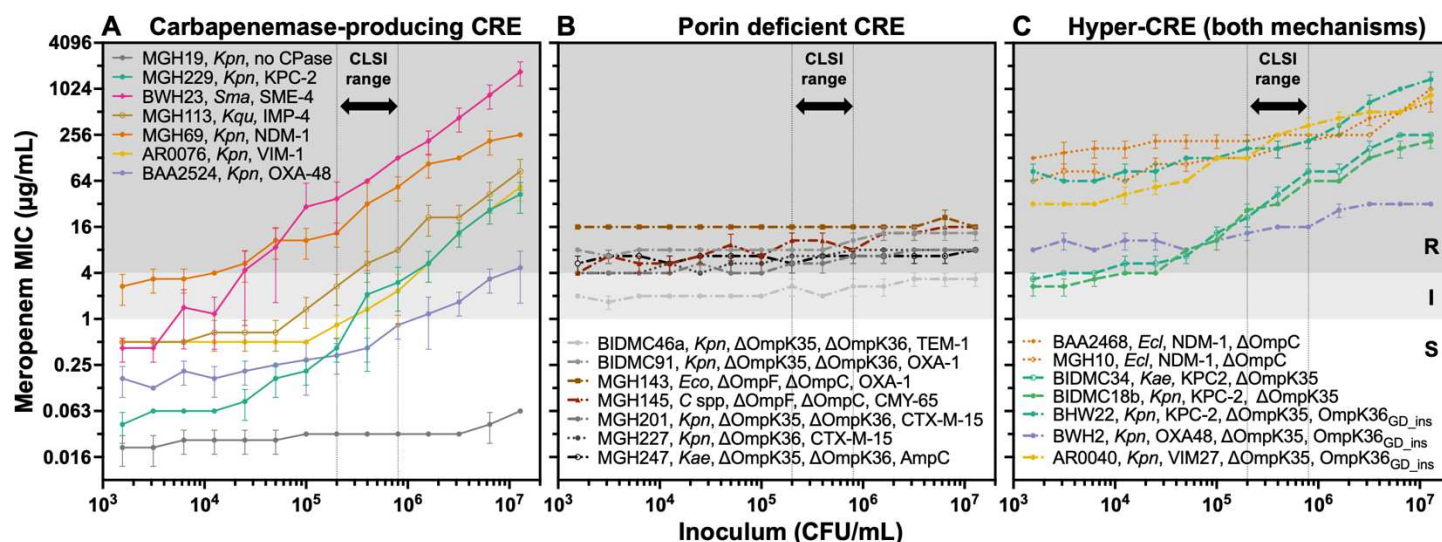 A Carbapenemase-producing CRE
B Porin deficient CRE
C Hyper-CRE (both mechanisms)
Meropenem MIC (µg/mL)
4096
1024
256
64
16
4
1
0.25
0.063
0.016
MGH19, Kpn, no CPase
MGH229, Kpn, KPC-2
BWH23, Sma, SME-4
MGH113, Kqu, IMP-4
MGH69, Kpn, NDM-1
AR0076, Kpn, VIM-1
BAA2524, Kpn, OXA-48
CLSI
range
10³ 10⁴ 10⁵ 10⁶ 10⁷
CLSI
range
BIDMC46a, Kpn, ΔOmpK35, ΔOmpK36, TEM-1
BIDMC91, Kpn, ΔOmpK35, ΔOmpK36, OXA-1
MGH143, Eco, ΔOmpF, ΔOmpC, OXA-1
MGH145, C spp, ΔOmpF, ΔOmpC, CMY-65
MGH201, Kpn, ΔOmpK35, ΔOmpK36, CTX-M-15
MGH227, Kpn, ΔOmpK36, CTX-M-15
MGH247, Kae, ΔOmpK35, ΔOmpK36, AmpC
10³ 10⁴ 10⁵ 10⁶ 10⁷
CLSI
range
R
I
S
BAA2468, Ecl, NDM-1, ΔOmpC
MGH10, Ecl, NDM-1, ΔOmpC
BIDMC34, Kae, KPC2, ΔOmpK35
BIDMC18b, Kpn, KPC-2, ΔOmpK35
BHW22, Kpn, KPC-2, ΔOmpK35, OmpK36GD_ins
BWH2, Kpn, OXA48, ΔOmpK35, OmpK36GD_ins
AR0040, Kpn, VIM27, ΔOmpK35, OmpK36GD_ins
10³ 10⁴ 10⁵ 10⁶ 10⁷
Inoculum (CFU/mL)